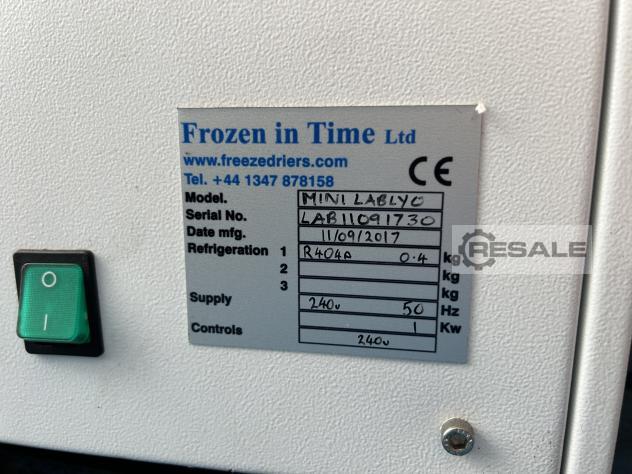 Frozen in Time Ltd
www.freezedriers.com
Tel. +44 1347 878158
CE
Model. MINI LABLYO
Serial No. LAB11091730
Date mfg. 11/09/2017
Refrigeration 1 R404A 0.4 kg
2 kg
3 kg
Supply 240v 50 Hz
1 Kw
Controls 240v
RESALE
O
I